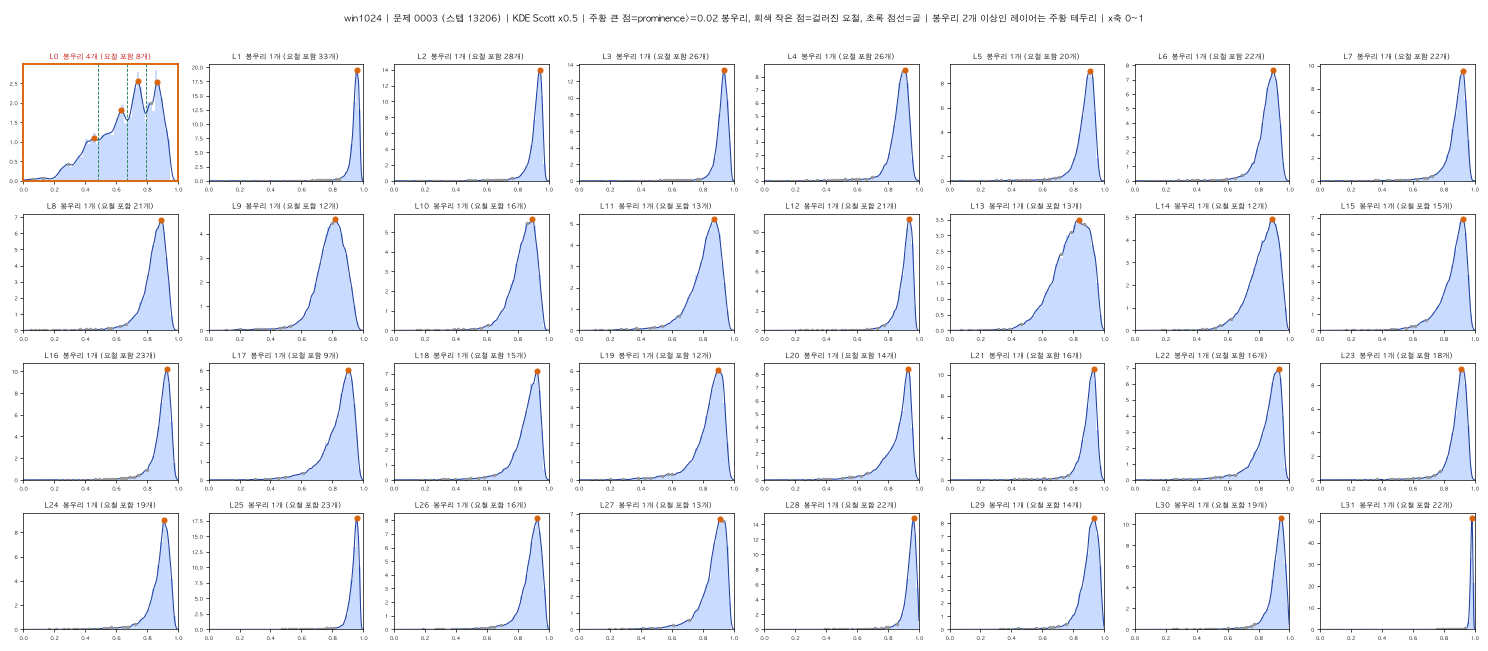 win1024 | 문제 0003 (스텝 13206) | KDE Scott x0.5 | 주황 큰 점=prominence>=0.02 봉우리, 회색 작은 점=걸러진 요철, 초록 점선=골 | 봉우리 2개 이상인 레이어는 주황 테두리 | x축 0~1
L0 봉우리 4개 (요철 포함 8개)
L1 봉우리 1개 (요철 포함 33개)
L2 봉우리 1개 (요철 포함 28개)
L3 봉우리 1개 (요철 포함 26개)
L4 봉우리 1개 (요철 포함 26개)
L5 봉우리 1개 (요철 포함 20개)
L6 봉우리 1개 (요철 포함 22개)
L7 봉우리 1개 (요철 포함 22개)
L8 봉우리 1개 (요철 포함 21개)
L9 봉우리 1개 (요철 포함 12개)
L10 봉우리 1개 (요철 포함 16개)
L11 봉우리 1개 (요철 포함 13개)
L12 봉우리 1개 (요철 포함 21개)
L13 봉우리 1개 (요철 포함 13개)
L14 봉우리 1개 (요철 포함 12개)
L15 봉우리 1개 (요철 포함 15개)
L16 봉우리 1개 (요철 포함 23개)
L17 봉우리 1개 (요철 포함 9개)
L18 봉우리 1개 (요철 포함 15개)
L19 봉우리 1개 (요철 포함 12개)
L20 봉우리 1개 (요철 포함 14개)
L21 봉우리 1개 (요철 포함 16개)
L22 봉우리 1개 (요철 포함 16개)
L23 봉우리 1개 (요철 포함 18개)
L24 봉우리 1개 (요철 포함 19개)
L25 봉우리 1개 (요철 포함 23개)
L26 봉우리 1개 (요철 포함 16개)
L27 봉우리 1개 (요철 포함 13개)
L28 봉우리 1개 (요철 포함 22개)
L29 봉우리 1개 (요철 포함 14개)
L30 봉우리 1개 (요철 포함 19개)
L31 봉우리 1개 (요철 포함 22개)